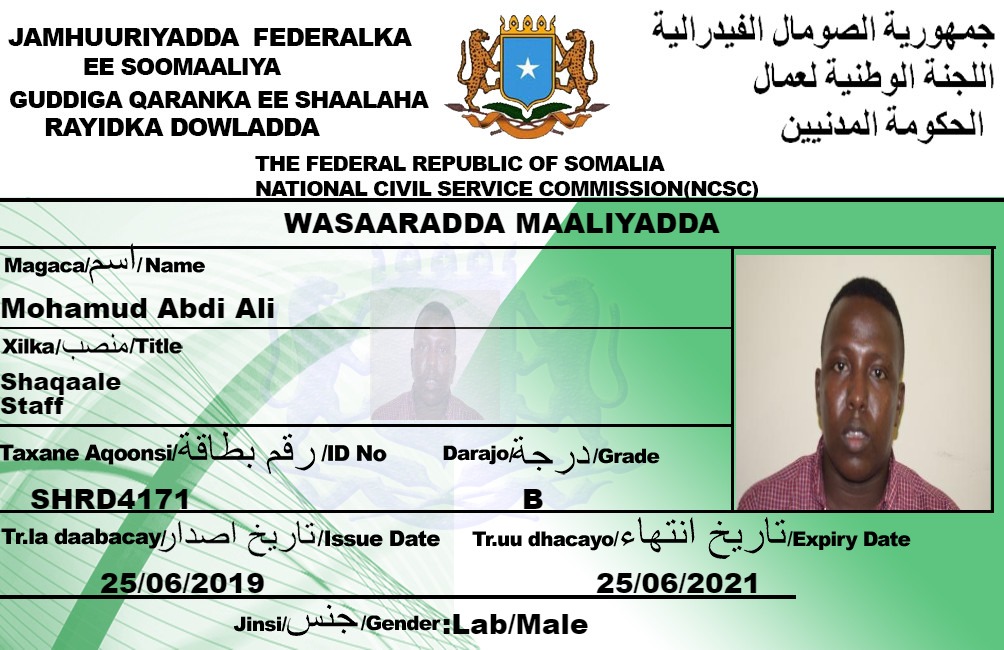 JAMHUURIYADDA FEDERALKA
EE SOOMAALIYA
GUDDIGA QARANKA EE SHAALAHA
RAYIDKA DOWLADDA
جمهورية الصومال الفيدرالية
اللجنة الوطنية لعمال
الحكومة المدنيين
THE FEDERAL REPUBLIC OF SOMALIA
NATIONAL CIVIL SERVICE COMMISSION(NCSC)
WASAARADDA MAALIYADDA
Magaca/اسم/Name
Mohamud Abdi Ali
Xilka/منصب/Title
Shaqaale
Staff
Taxane Aqoonsi/رقم بطاقة/ID No Darajo/درجة/Grade
SHRD4171 B
Tr.la daabacay/تاريخ اصدار/Issue Date Tr.uu dhacayo/تاريخ انتهاء/Expiry Date
25/06/2019 25/06/2021
Jinsi/جنس/Gender:Lab/Male